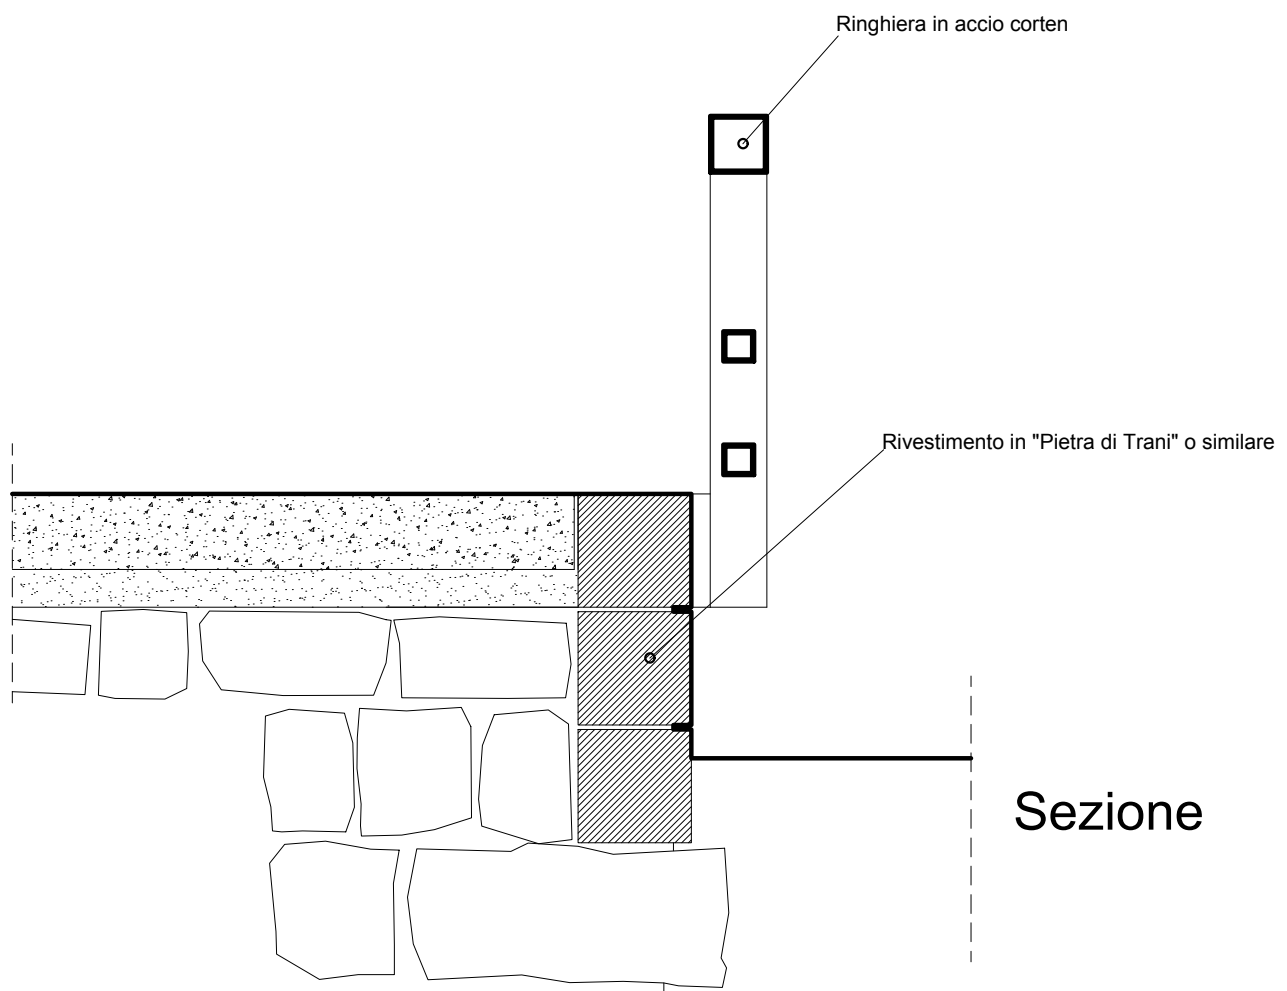 Ringhiera in accio corten
Rivestimento in "Pietra di Trani" o similare
Sezione